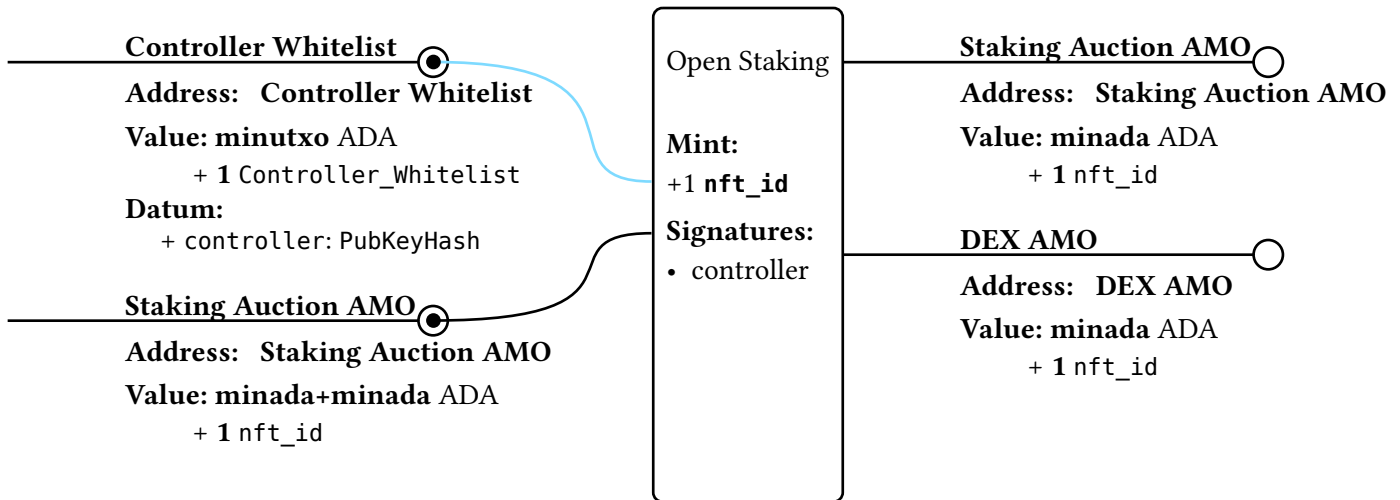 Controller Whitelist
Address: Controller Whitelist
Value: minutxo ADA
+ 1 Controller_Whitelist
Datum:
+ controller: PubKeyHash
Staking Auction AMO
Address: Staking Auction AMO
Value: minada+minada ADA
+ 1 nft_id
Open Staking
Mint:
+1 nft_id
Signatures:
• controller
Staking Auction AMO
Address: Staking Auction AMO
Value: minada ADA
+ 1 nft_id
DEX AMO
Address: DEX AMO
Value: minada ADA
+ 1 nft_id